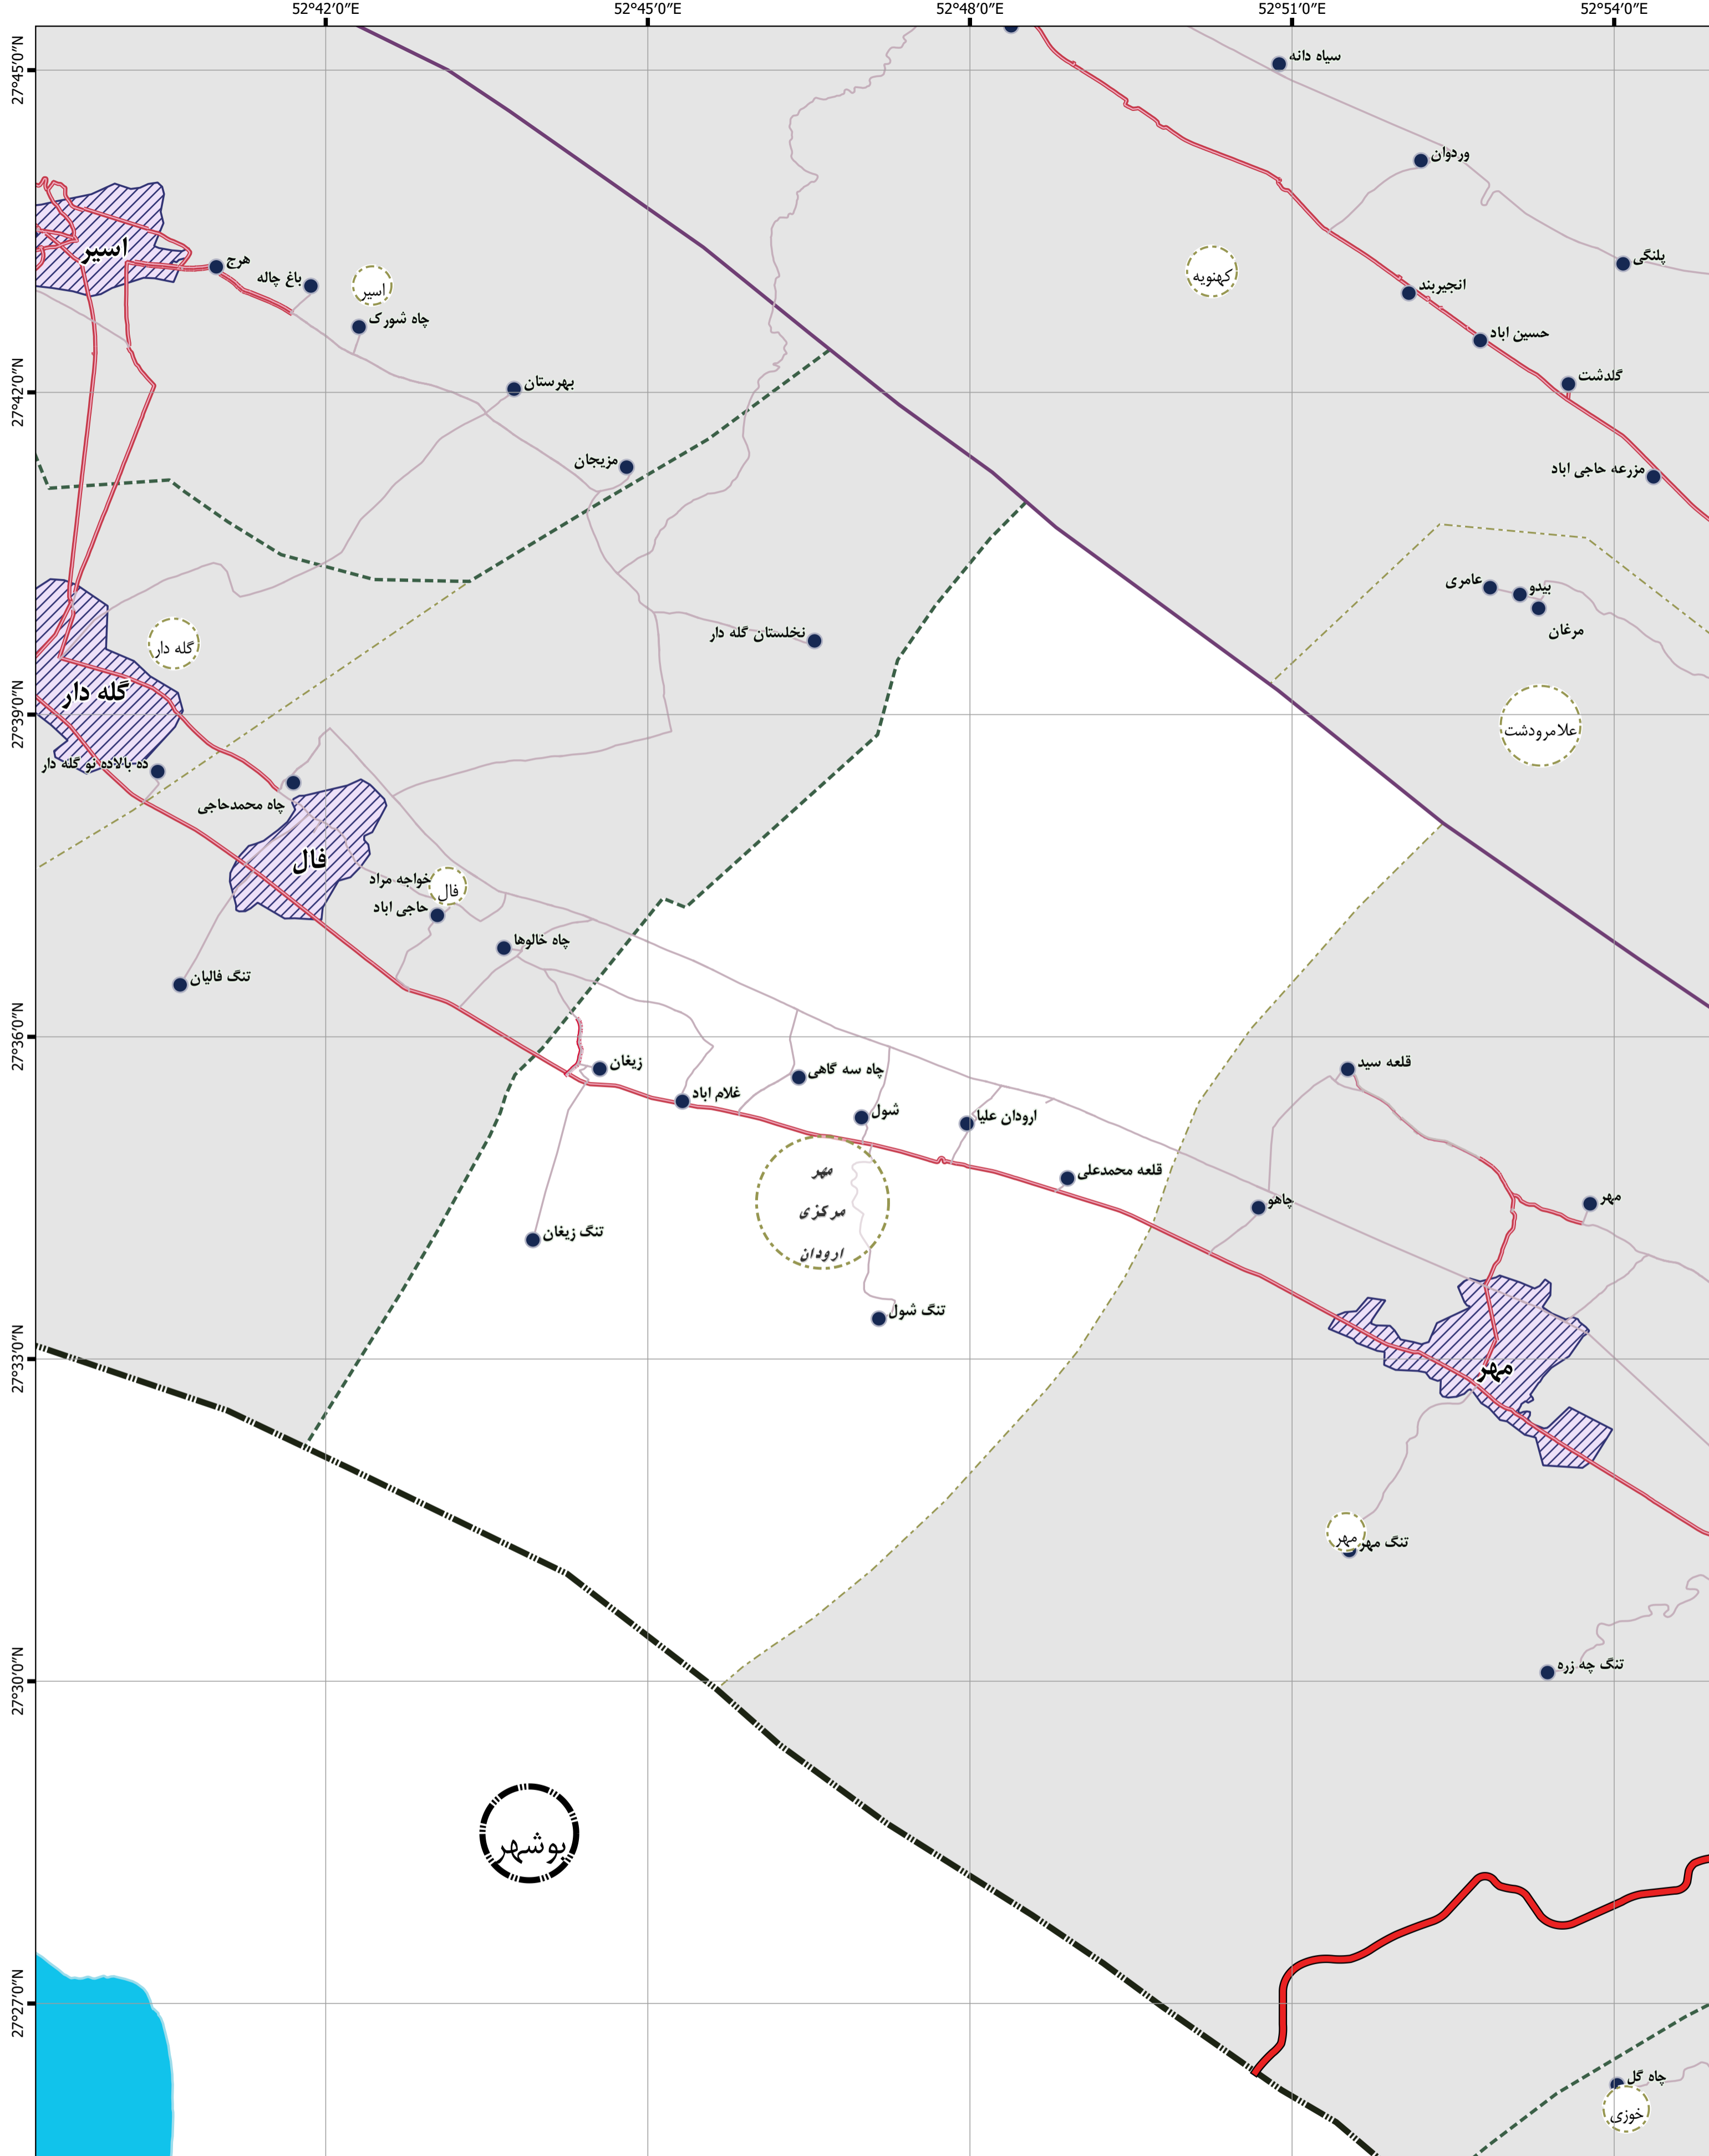 52°42'0"E
52°45'0"E
52°48'0"E
52°51'0"E
52°54'0"E
27°45'0"N
27°42'0"N
27°39'0"N
27°36'0"N
27°33'0"N
27°30'0"N
27°27'0"N
سیاه دانه
وردوان
پلنگی
کهنویه
انجیربند
حسین اباد
گلدشت
مزرعه حاجی اباد
اسیر
هرج
باغ چاله
اسیر
چاه شورک
بهرستان
مزیجان
عامری
بیدو
مرغان
نخلستان گله دار
گله دار
گله دار
علامرودشت
ده بالاده نو گله دار
چاه محمدحاجی
فال
خواجه مراد
فال
حاجی اباد
چاه خالوها
تنگ فالیان
زیغان
غلام اباد
چاه سه گاهی
شول
ارودان علیا
قلعه سید
قلعه محمدعلی
چاهو
مهر
مهر
مرکزی
ارودان
تنگ زیغان
تنگ شول
مهر
مهر
تنگ مهر
تنگ چه زره
بوشهر
چاه گل
خوزی